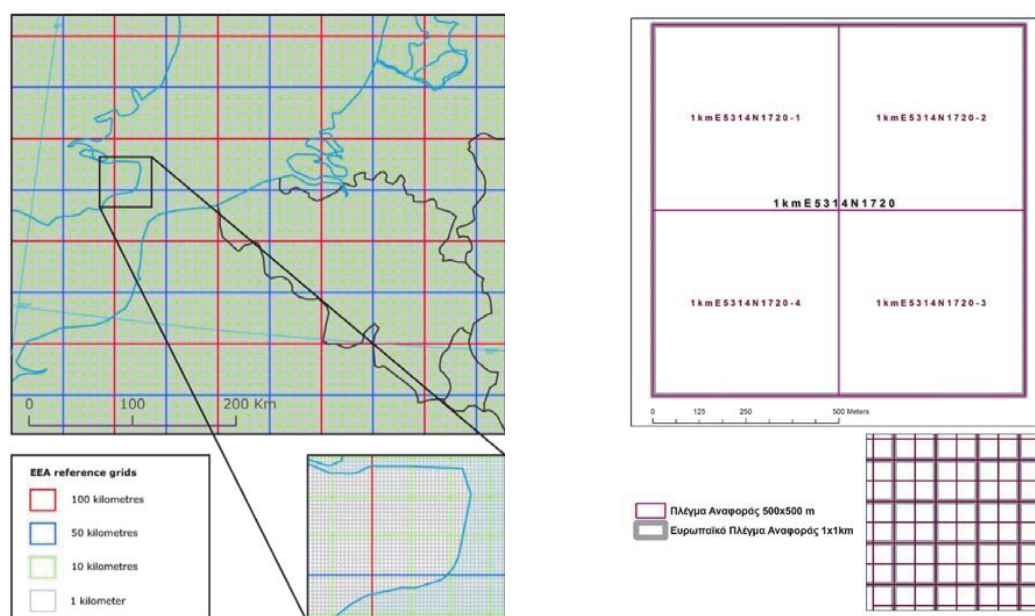 0 100 200 Km
EEA reference grids
100 kilometres
50 kilometres
10 kilometres
1 kilometer
1kmE5314N1720-1 1kmE5314N1720-2
1kmE5314N1720
1kmE5314N1720-4 1kmE5314N1720-3
0 125 250 500 Meters
Πλέγμα Αναφοράς 500x500 m
Ευρωπαϊκό Πλέγμα Αναφοράς 1x1km